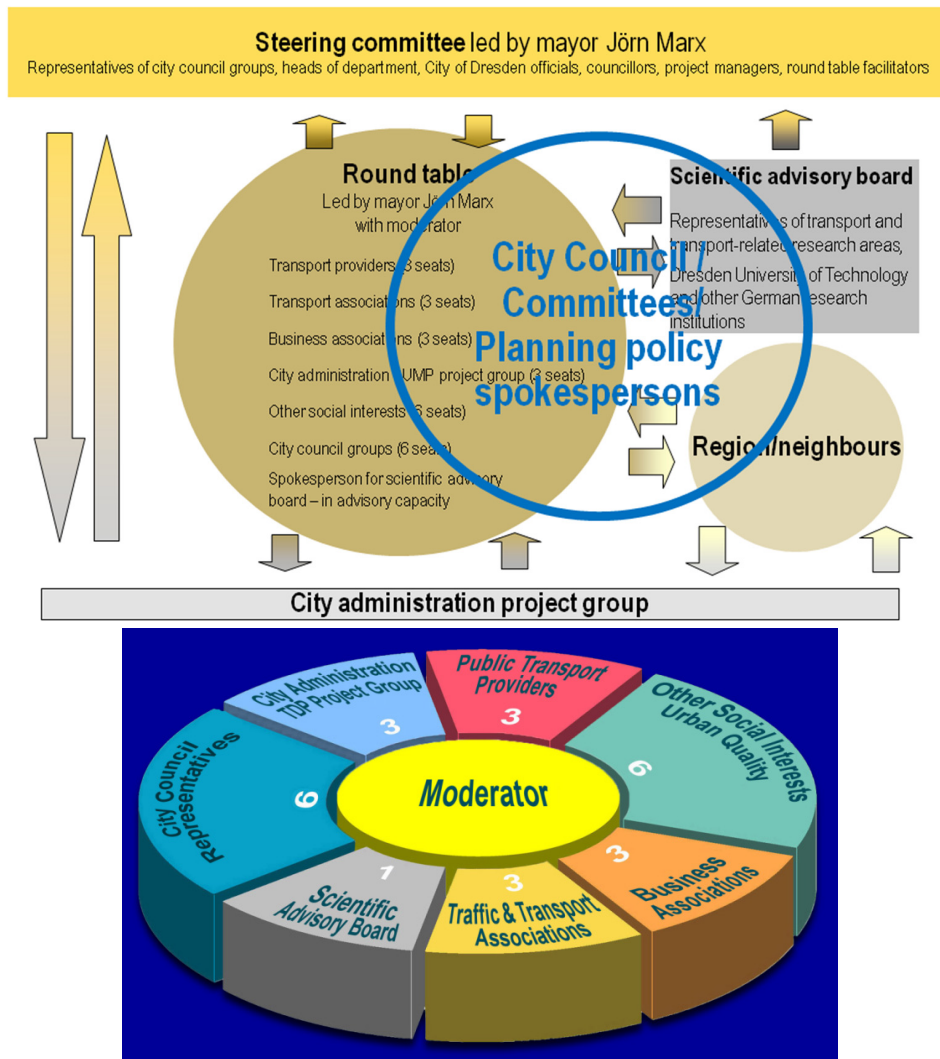 Steering committee led by mayor Jörn Marx
Representatives of city council groups, heads of department, City of Dresden officials, councillors, project managers, round table facilitators
Round table
Led by mayor Jörn Marx
with moderator
Transport providers (3 seats)
Transport associations (3 seats)
Business associations (3 seats)
City administration SUMP project group (3 seats)
Other social interests (6 seats)
City council groups (6 seats)
Spokesperson for scientific advisory
board – in advisory capacity
City Council /
Committees/
Planning policy
spokespersons
Scientific advisory board
Representatives of transport and
transport-related research areas,
Dresden University of Technology
and other German research
institutions
Region/neighbours
City administration project group
City Administration
TDP Project Group
3
Public Transport
Providers
3
Other Social Interests
Urban Quality
6
Business
Associations
3
Traffic & Transport
Associations
3
Scientific
Advisory Board
1
City Council
Representatives
6
Moderator